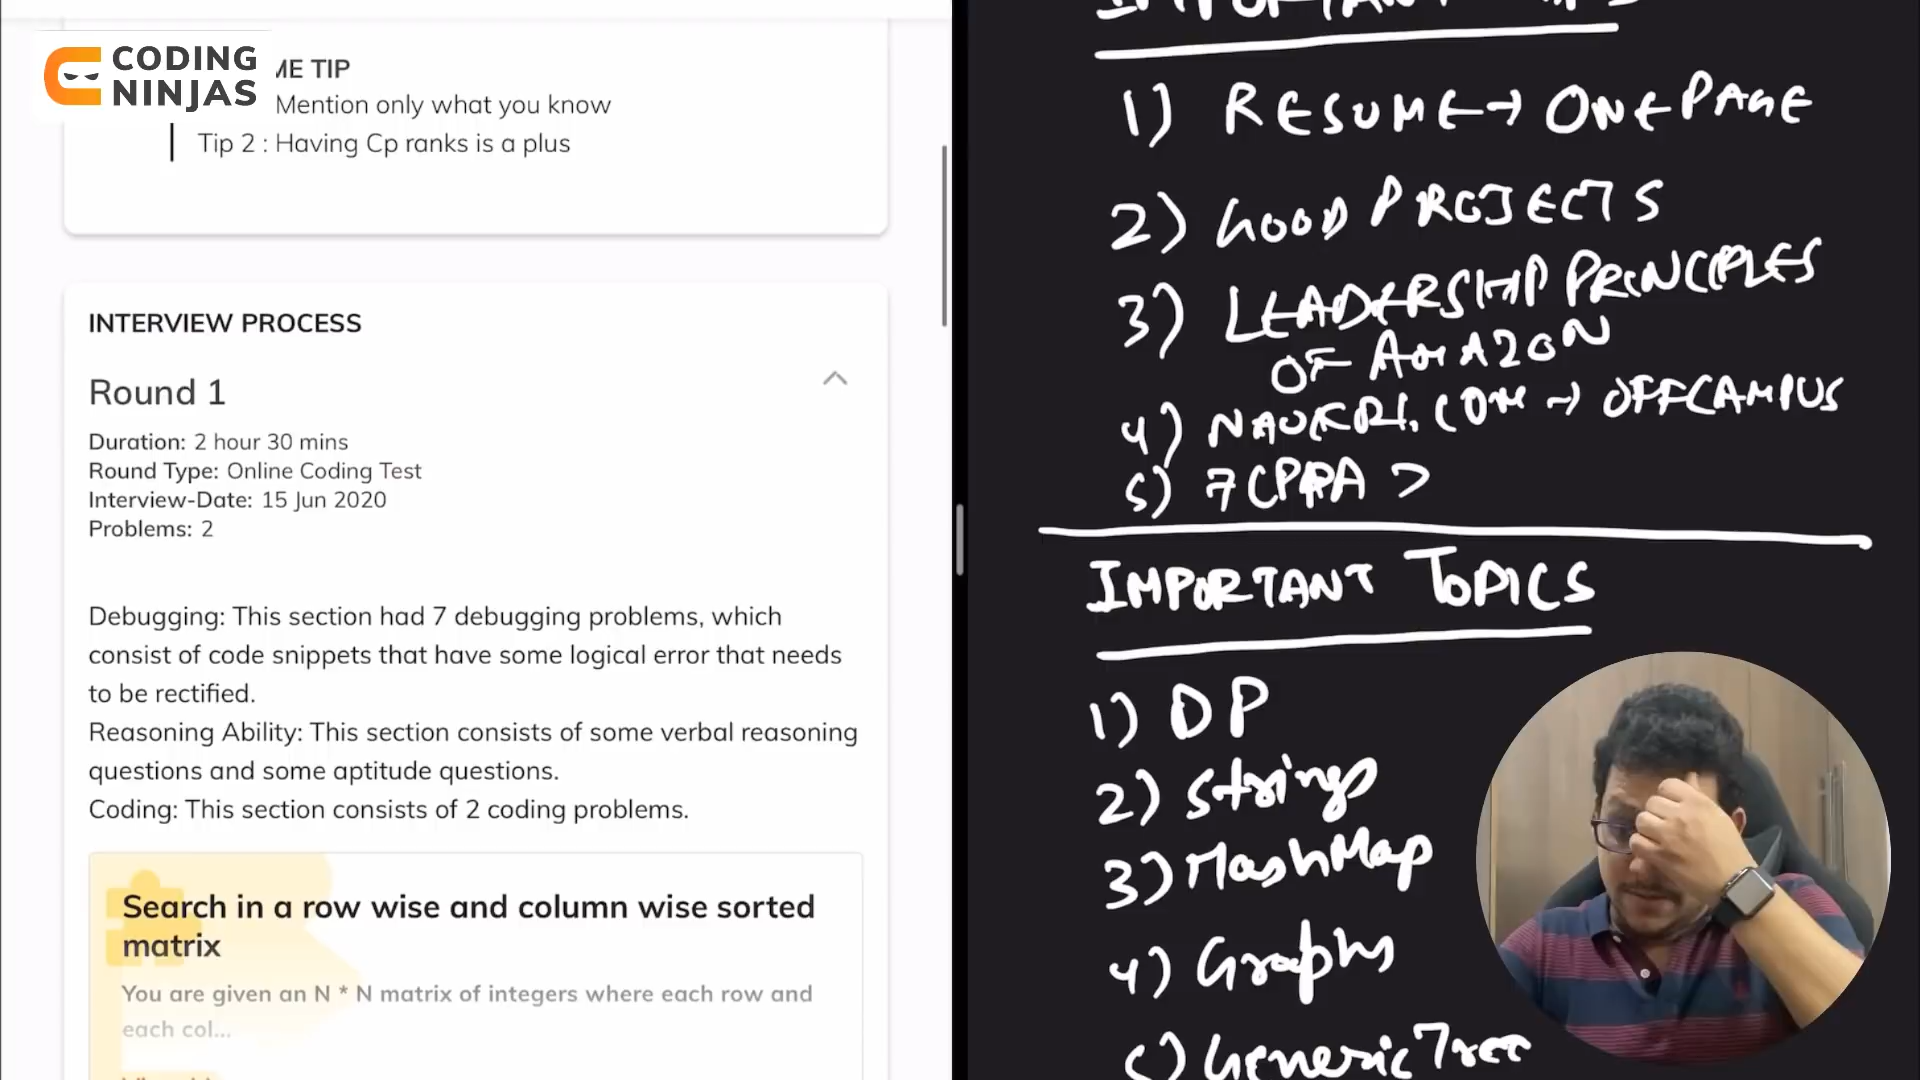 CODING
NINJAS
ME TIP
Mention only what you know
Tip 2 : Having Cp ranks is a plus
INTERVIEW PROCESS
Round 1
Duration: 2 hour 30 mins
Round Type: Online Coding Test
Interview-Date: 15 Jun 2020
Problems: 2
Debugging: This section had 7 debugging problems, which
consist of code snippets that have some logical error that needs
to be rectified.
Reasoning Ability: This section consists of some verbal reasoning
questions and some aptitude questions.
Coding: This section consists of 2 coding problems.
Search in a row wise and column wise sorted
matrix
You are given an N * N matrix of integers where each row and
each col...
IMPORTANT
1) RESUME → ONE PAGE
2) GOOD PROJECTS
3) LEADERSHIP PRINCIPLES
OF AMAZON
4) NAUKRI.COM → OFFCAMPUS
5) 7 CPPA >
IMPORTANT TOPICS
1) DP
2) Strings
3) HashMap
4) Graphs
5) Generic Tree